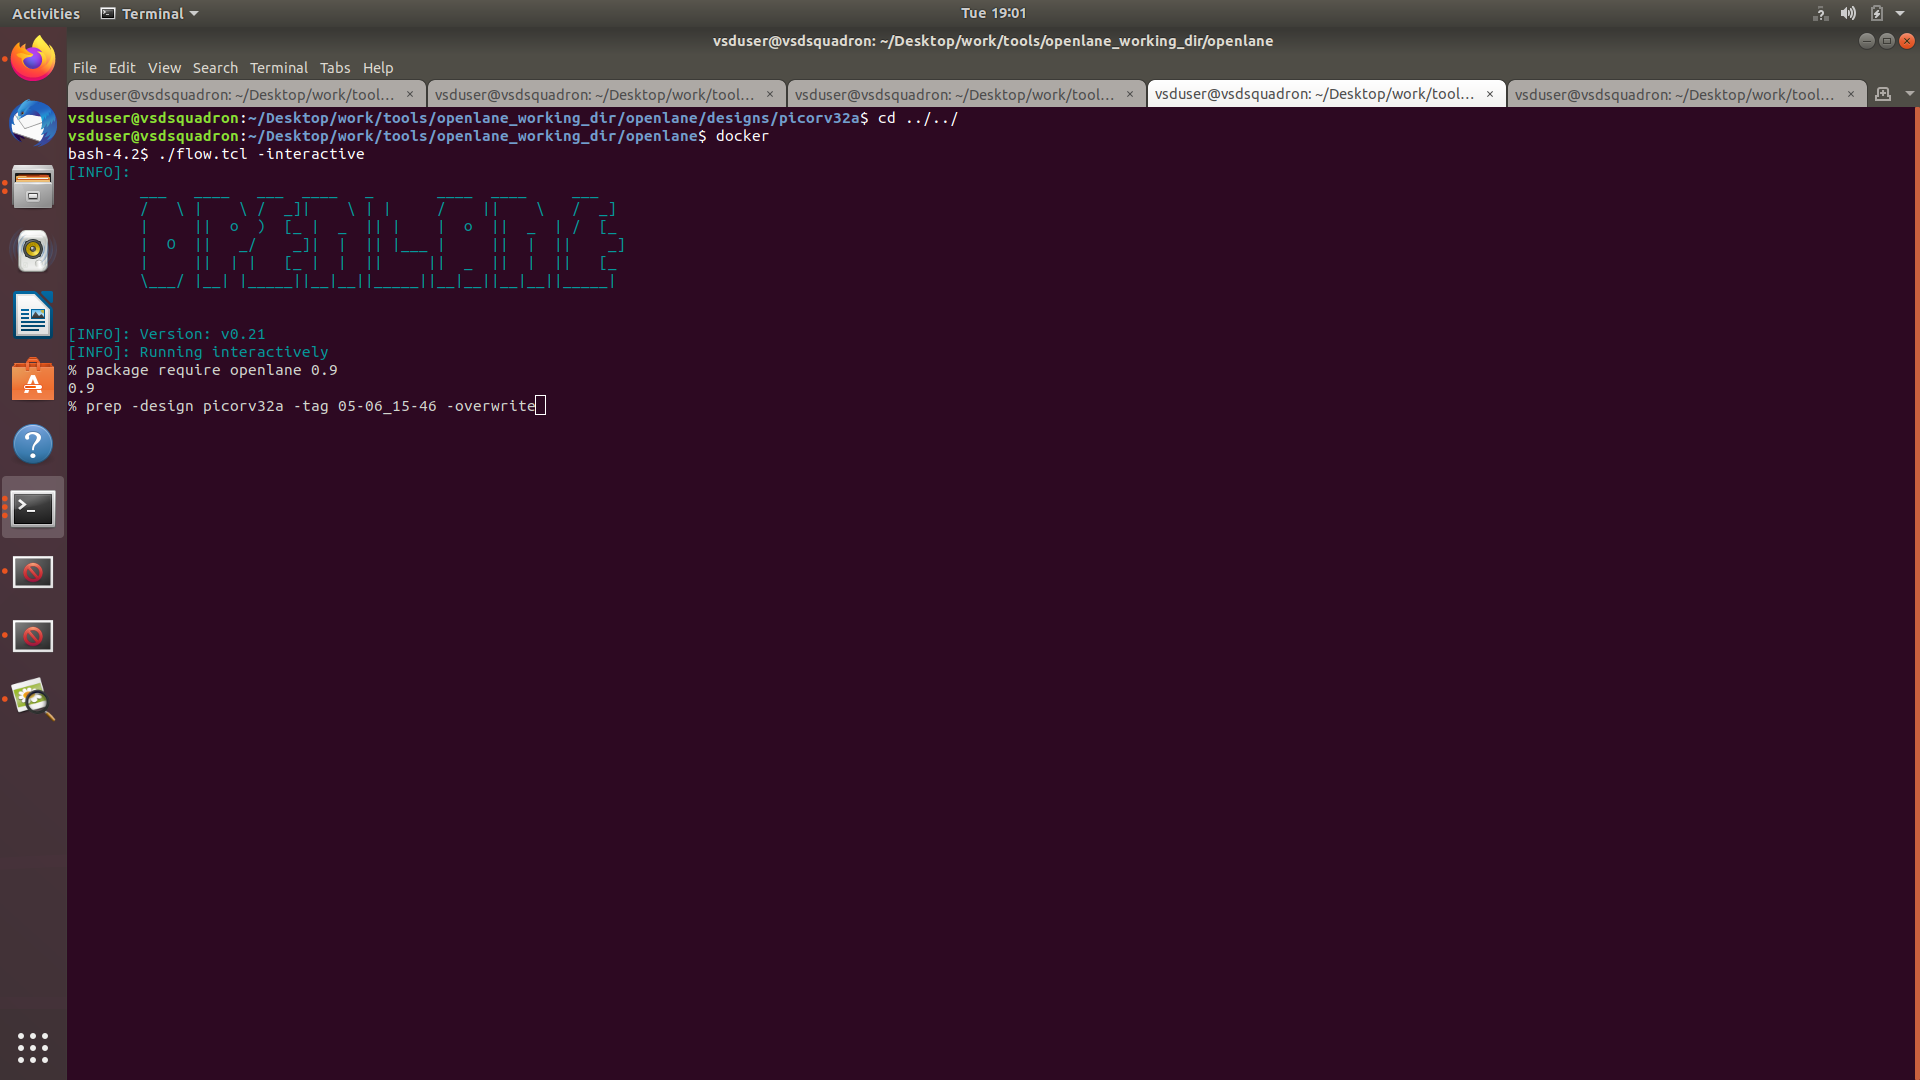 Activities Terminal Tue 19:01
vsduser@vsdsquadron: ~/Desktop/work/tools/openlane_working_dir/openlane
File Edit View Search Terminal Tabs Help
vsduser@vsdsquadron: ~/Desktop/work/tool... × vsduser@vsdsquadron: ~/Desktop/work/tool... × vsduser@vsdsquadron: ~/Desktop/work/tool... × vsduser@vsdsquadron: ~/Desktop/work/tool... × vsduser@vsdsquadron: ~/Desktop/work/tool... ×
vsduser@vsdsquadron:~/Desktop/work/tools/openlane_working_dir/openlane/designs/picorv32a$ cd ../../
vsduser@vsdsquadron:~/Desktop/work/tools/openlane_working_dir/openlane$ docker
bash-4.2$ ./flow.tcl -interactive
[INFO]:
OPENLANE
[INFO]: Version: v0.21
[INFO]: Running interactively
% package require openlane 0.9
0.9
% prep -design picorv32a -tag 05-06_15-46 -overwrite